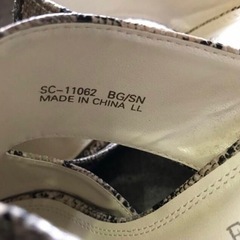 SC-11062 BG/SN
MADE IN CHINA LL